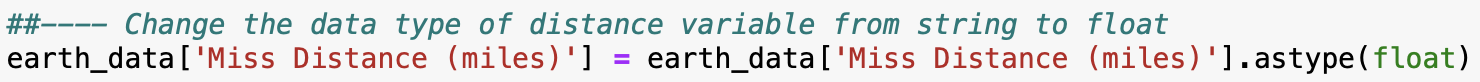 ##---- Change the data type of distance variable from string to float
earth_data['Miss Distance (miles)'] = earth_data['Miss Distance (miles)'].astype(float)